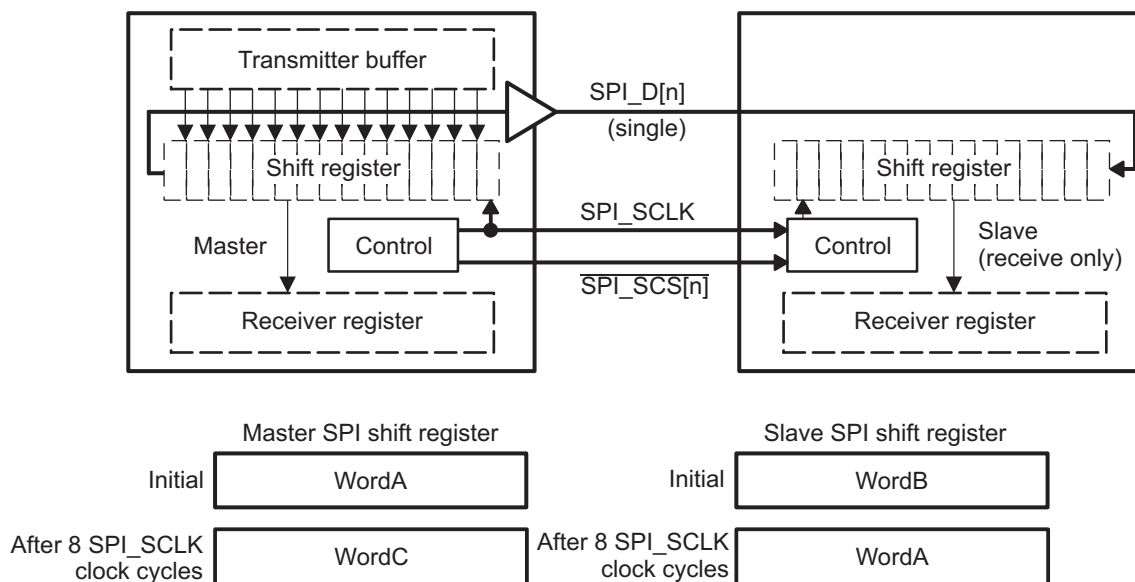 Transmitter buffer
SPI_D[n]
(single)
Shift register
Shift register
SPI_SCLK
Master
Control
Control
Slave
(receive only)
SPI_SCS[n]
Receiver register
Receiver register
Master SPI shift register
Slave SPI shift register
Initial
WordA
Initial
WordB
After 8 SPI_SCLK
clock cycles
WordC
After 8 SPI_SCLK
clock cycles
WordA